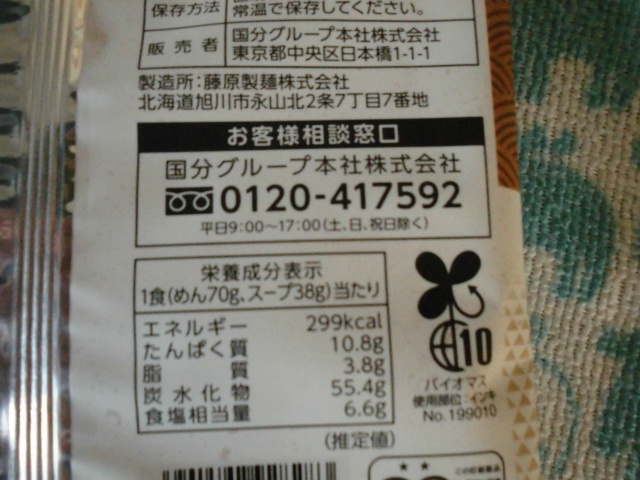 保存方法
常温で保存してください。
販売者
国分グループ本社株式会社
東京都中央区日本橋1-1-1
製造所：藤原製麺株式会社
北海道旭川市永山北2条7丁目7番地
お客様相談窓口
国分グループ本社株式会社
0120-417592
平日9:00〜17:00(土、日、祝日除く)
栄養成分表示
1食(めん70g、スープ38g)当たり
エネルギー 299kcal
たんぱく質 10.8g
脂質 3.8g
炭水化物 55.4g
食塩相当量 6.6g
(推定値)
10
バイオマス
使用部位：インキ
No.199010